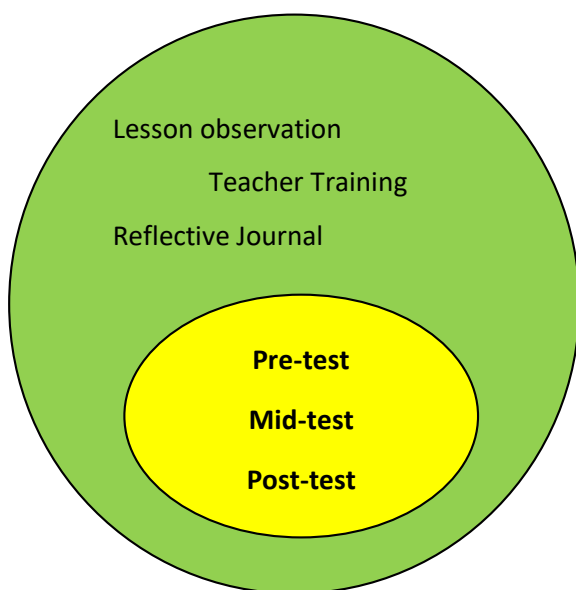 Lesson observation
Teacher Training
Reflective Journal
Pre-test
Mid-test
Post-test